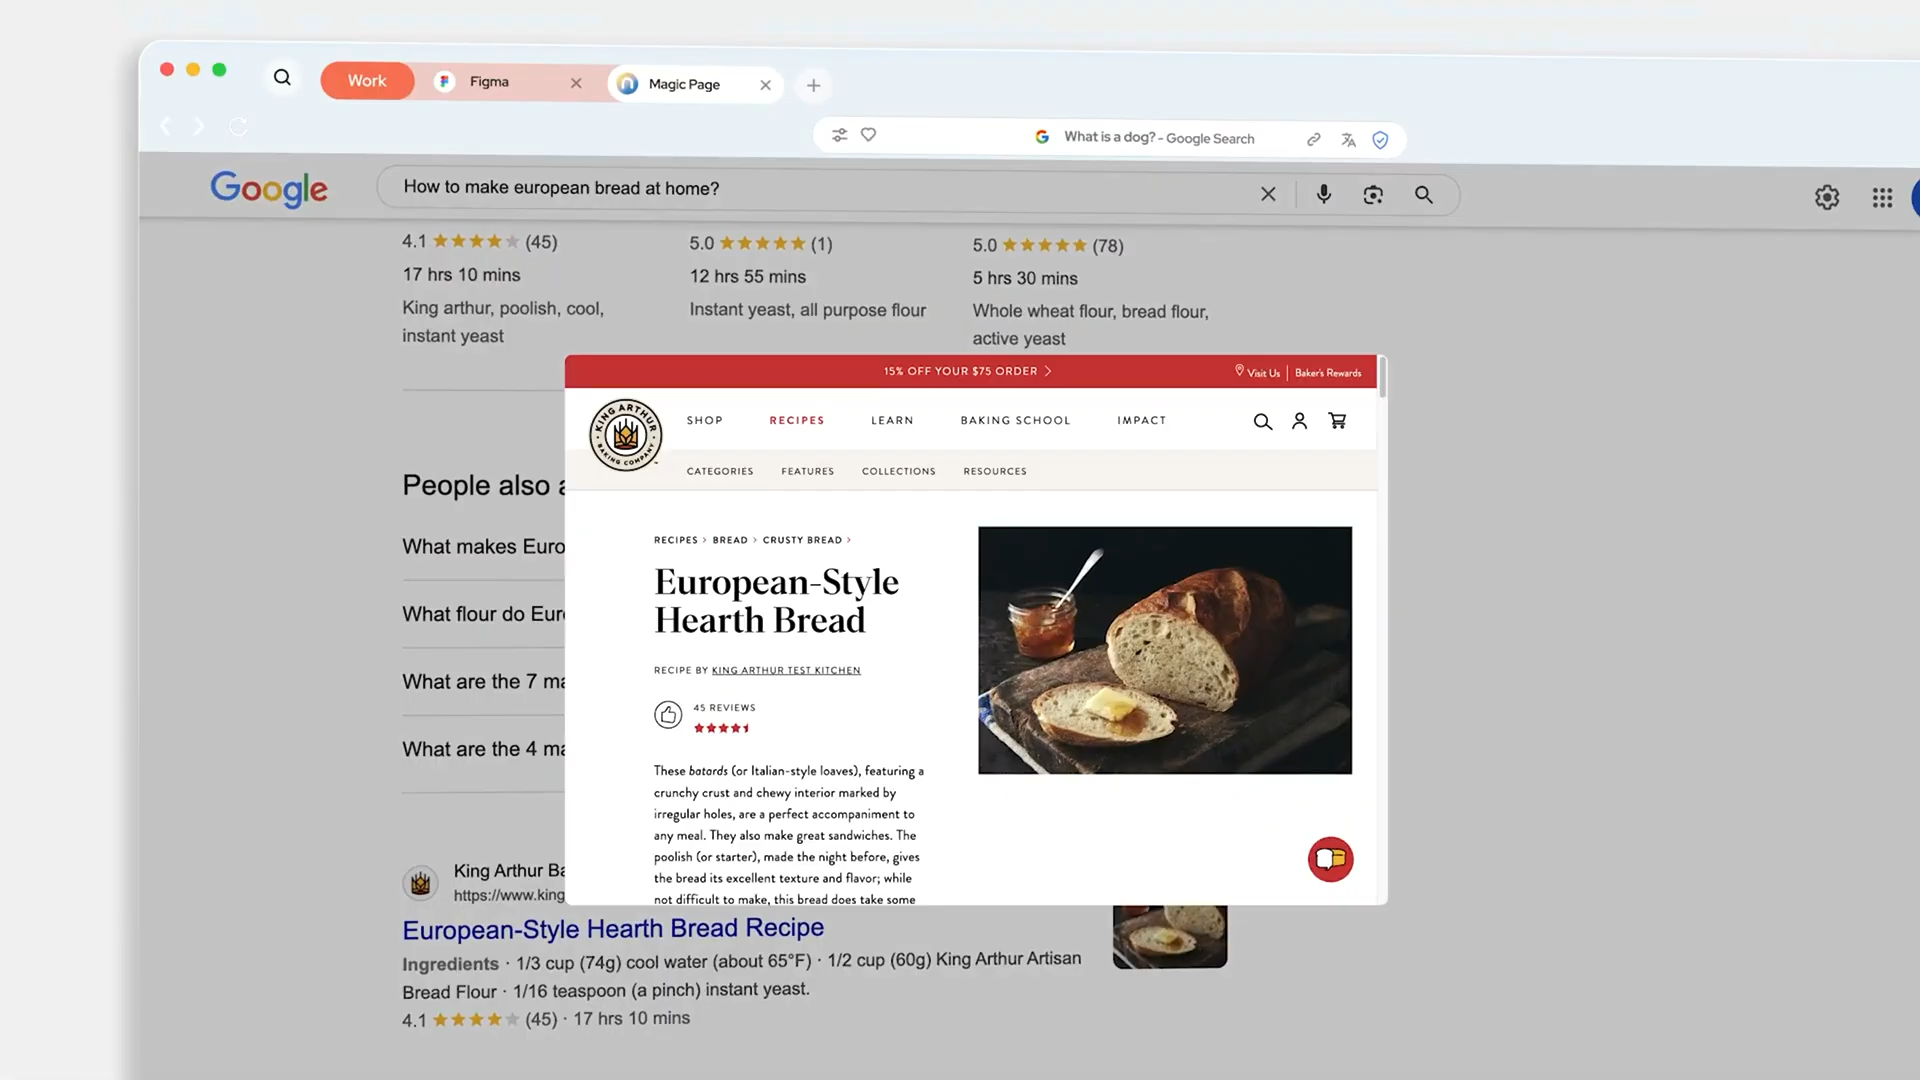 Work
Figma
Magic Page
What is a dog? - Google Search
Google
How to make european bread at home?
4.1 (45)
17 hrs 10 mins
King arthur, poolish, cool,
instant yeast
5.0 (1)
12 hrs 55 mins
Instant yeast, all purpose flour
5.0 (78)
5 hrs 30 mins
Whole wheat flour, bread flour,
active yeast
People also a
What makes Euro
What flour do Eur
What are the 7 ma
What are the 4 ma
15% OFF YOUR $75 ORDER
Visit Us | Baker's Rewards
KING ARTHUR
BAKING COMPANY
SHOP
RECIPES
LEARN
BAKING SCHOOL
IMPACT
CATEGORIES
FEATURES
COLLECTIONS
RESOURCES
RECIPES > BREAD > CRUSTY BREAD >
European-Style
Hearth Bread
RECIPE BY KING ARTHUR TEST KITCHEN
45 REVIEWS
These batards (or Italian-style loaves), featuring a
crunchy crust and chewy interior marked by
irregular holes, are a perfect accompaniment to
any meal. They also make great sandwiches. The
poolish (or starter), made the night before, gives
the bread its excellent texture and flavor; while
not difficult to make, this bread does take some
King Arthur Ba
https://www.king
European-Style Hearth Bread Recipe
Ingredients · 1/3 cup (74g) cool water (about 65°F) · 1/2 cup (60g) King Arthur Artisan
Bread Flour · 1/16 teaspoon (a pinch) instant yeast.
4.1 (45) · 17 hrs 10 mins